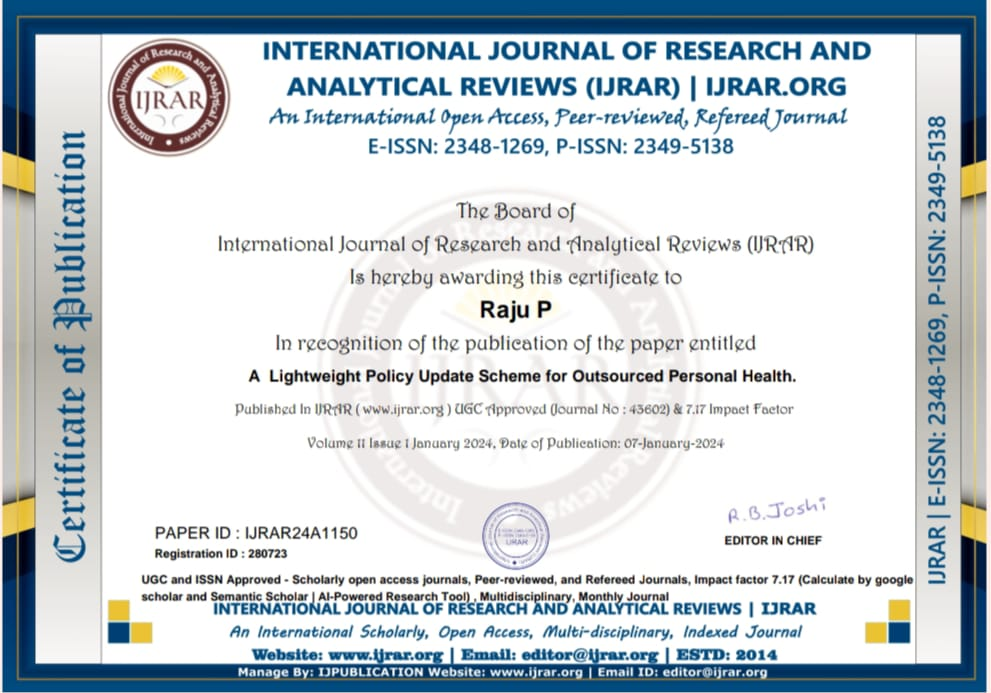 INTERNATIONAL JOURNAL OF RESEARCH AND
ANALYTICAL REVIEWS (IJRAR) | IJRAR.ORG
An International Open Access, Peer-reviewed, Refereed Journal
E-ISSN: 2348-1269, P-ISSN: 2349-5138
International Journal of Research and Analytical Reviews
IJRAR
Certificate of Publication
The Board of
International Journal of Research and Analytical Reviews (IJRAR)
Is hereby awarding this certificate to
Raju P
In recognition of the publication of the paper entitled
A Lightweight Policy Update Scheme for Outsourced Personal Health.
Published In IJRAR ( www.ijrar.org ) UGC Approved (Journal No : 43602) & 7.17 Impact Factor
Volume 11 Issue 1 January 2024, Date of Publication: 07-January-2024
IJRAR | E-ISSN: 2348-1269, P-ISSN: 2349-5138
PAPER ID : IJRAR24A1150
Registration ID : 280723
IJRAR
R.B.Joshi
EDITOR IN CHIEF
UGC and ISSN Approved - Scholarly open access journals, Peer-reviewed, and Refereed Journals, Impact factor 7.17 (Calculate by google
scholar and Semantic Scholar | AI-Powered Research Tool) , Multidisciplinary, Monthly Journal
INTERNATIONAL JOURNAL OF RESEARCH AND ANALYTICAL REVIEWS | IJRAR
An International Scholarly, Open Access, Multi-disciplinary, Indexed Journal
Website: www.ijrar.org | Email: editor@ijrar.org | ESTD: 2014
Manage By: IJPUBLICATION Website: www.ijrar.org | Email ID: editor@ijrar.org